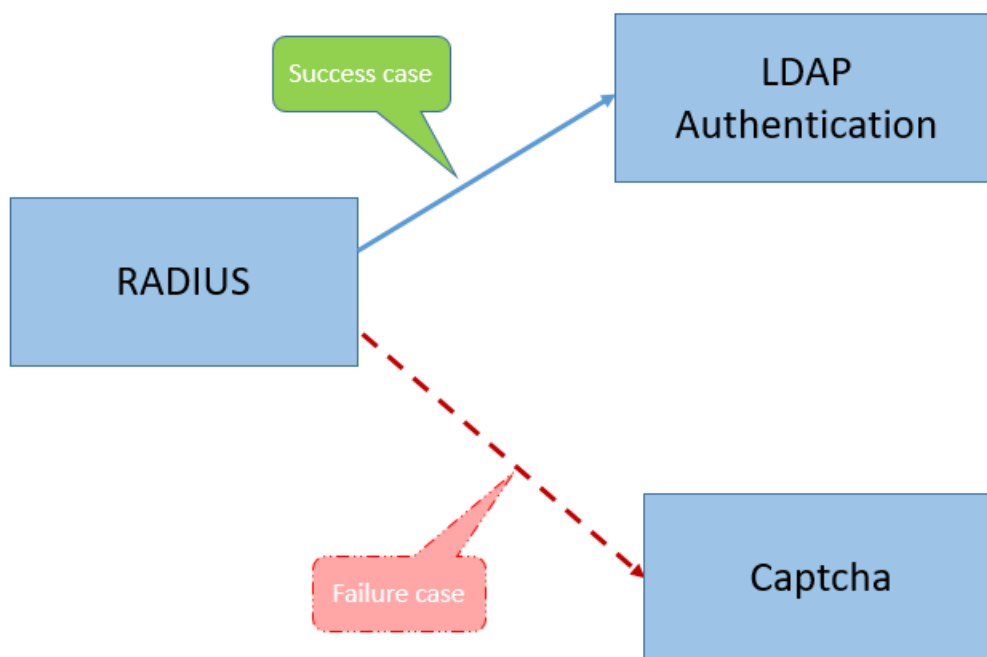 Success case
LDAP
Authentication
RADIUS
Failure case
Captcha